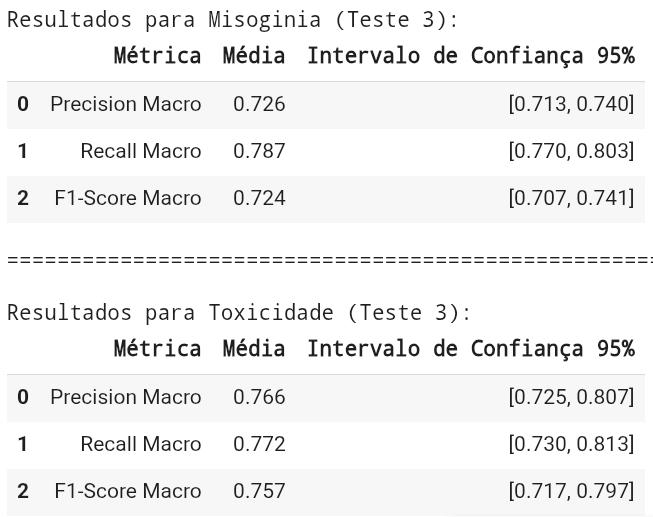 Resultados para Misoginia (Teste 3):
Métrica Média Intervalo de Confiança 95%
0 Precision Macro 0.726 [0.713, 0.740]
1 Recall Macro 0.787 [0.770, 0.803]
2 F1-Score Macro 0.724 [0.707, 0.741]
====================================================
Resultados para Toxicidade (Teste 3):
Métrica Média Intervalo de Confiança 95%
0 Precision Macro 0.766 [0.725, 0.807]
1 Recall Macro 0.772 [0.730, 0.813]
2 F1-Score Macro 0.757 [0.717, 0.797]